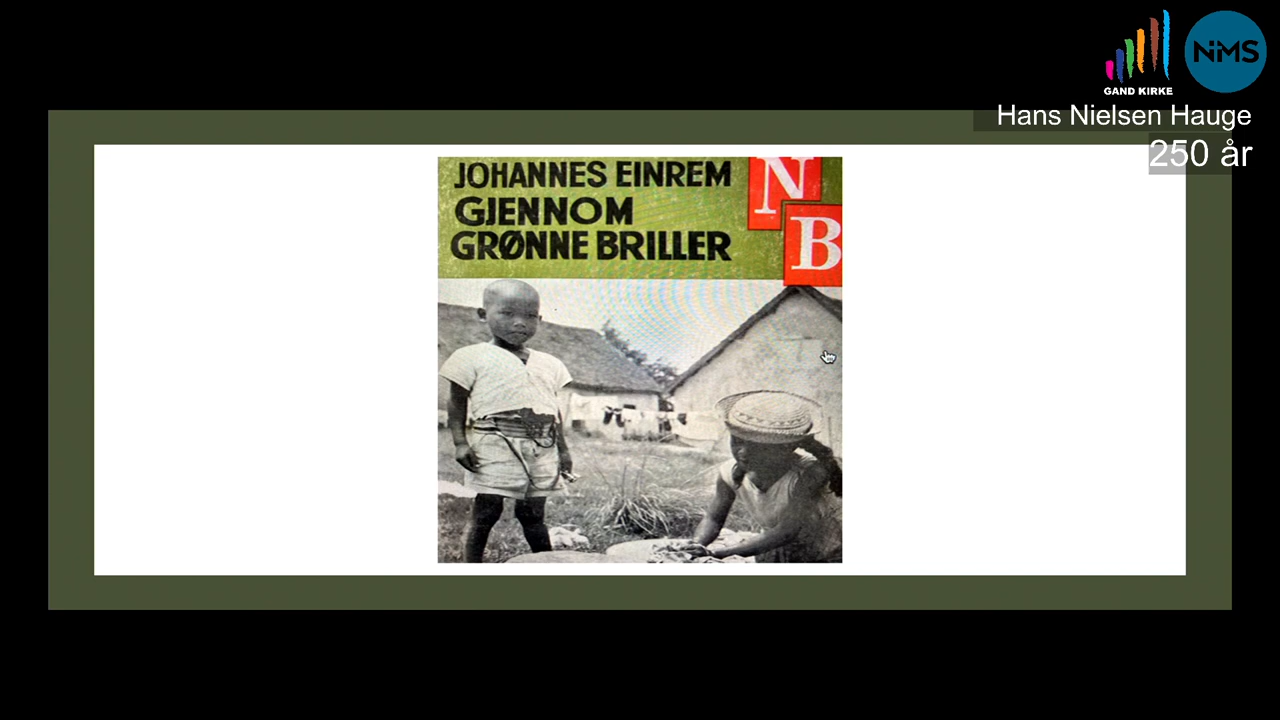 GAND KIRKE
NMS
Hans Nielsen Hauge
250 år
JOHANNES EINREM
GJENNOM
GRØNNE BRILLER
N
B